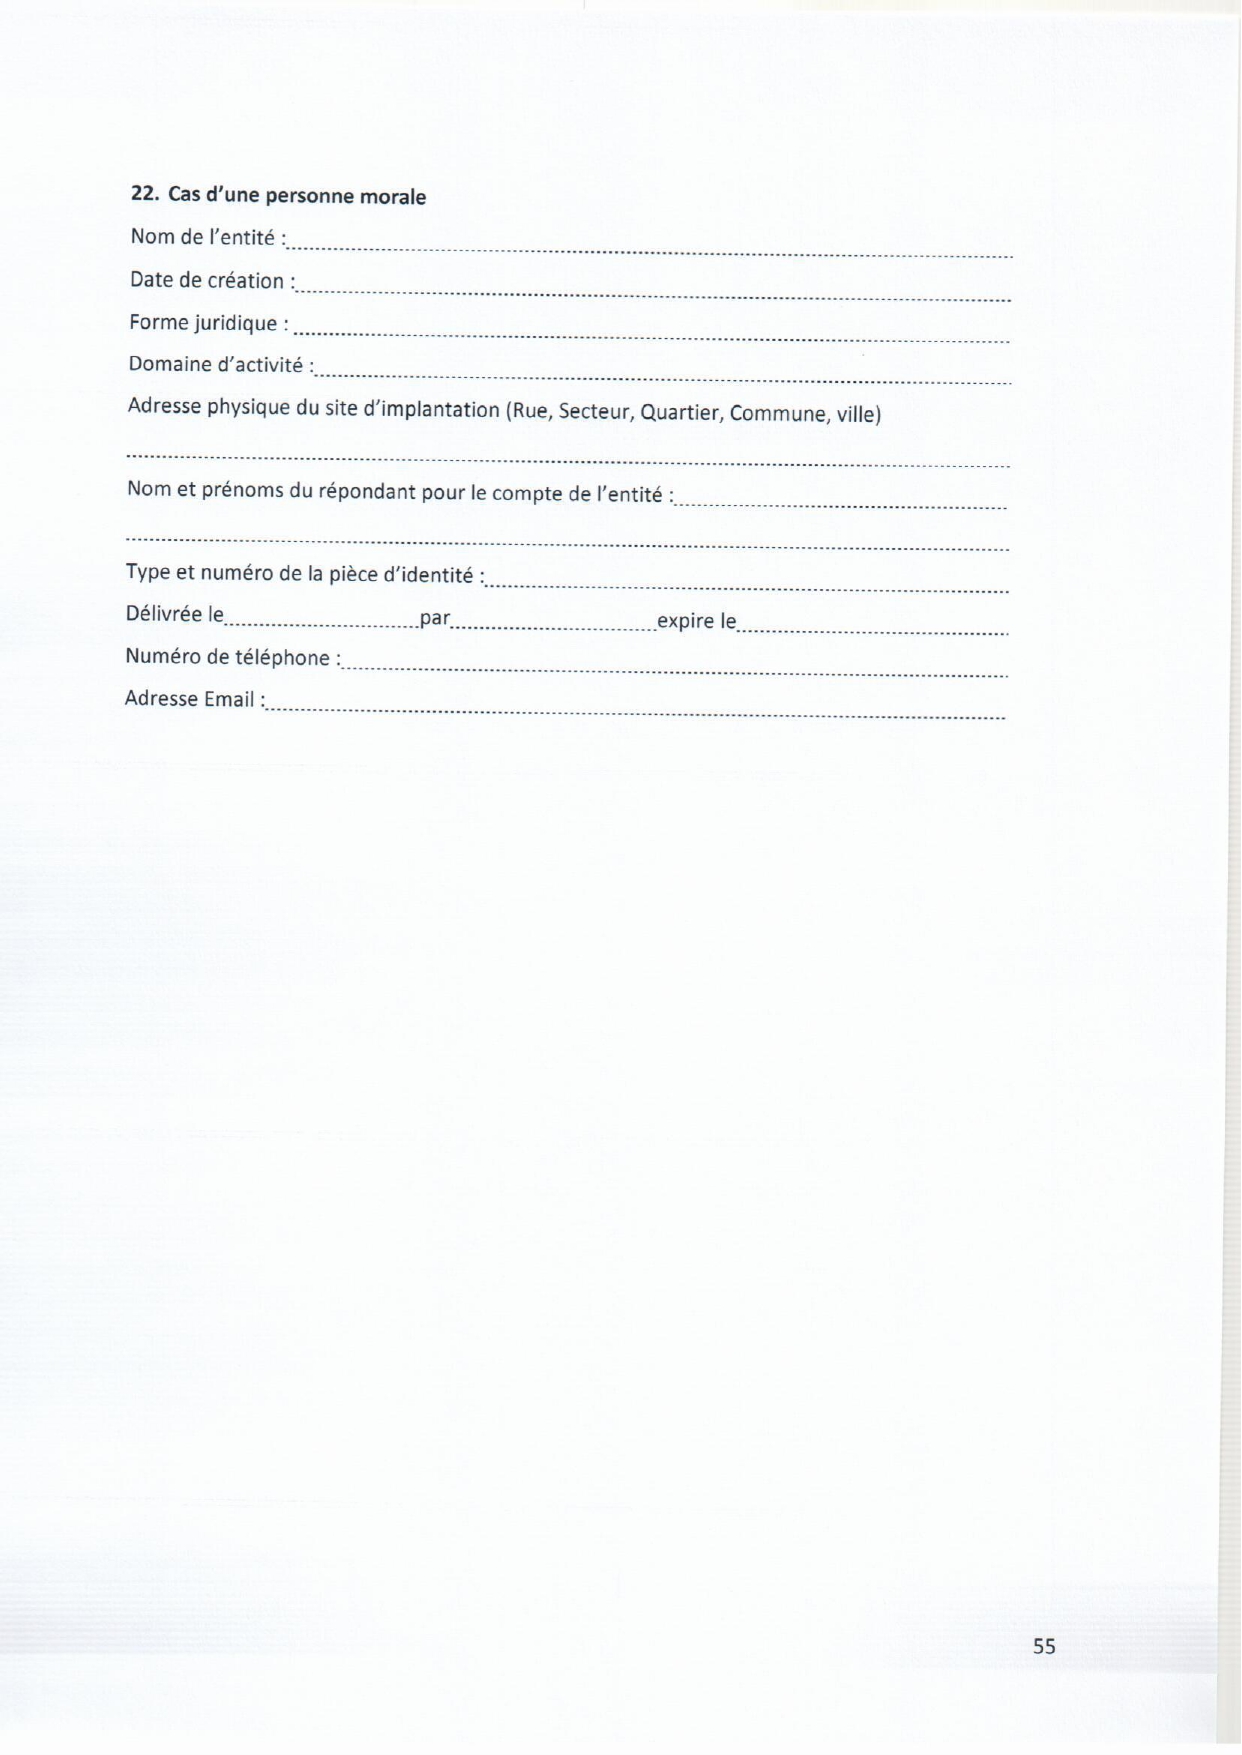 22. Cas d'une personne morale
Nom de l'entité :
Date de création :
Forme juridique :
Domaine d'activité :
Adresse physique du site d'implantation (Rue, Secteur, Quartier, Commune, ville)
Nom et prénoms du répondant pour le compte de l'entité :
Type et numéro de la pièce d'identité :
Délivrée le par expire le
Numéro de téléphone :
Adresse Email :
55